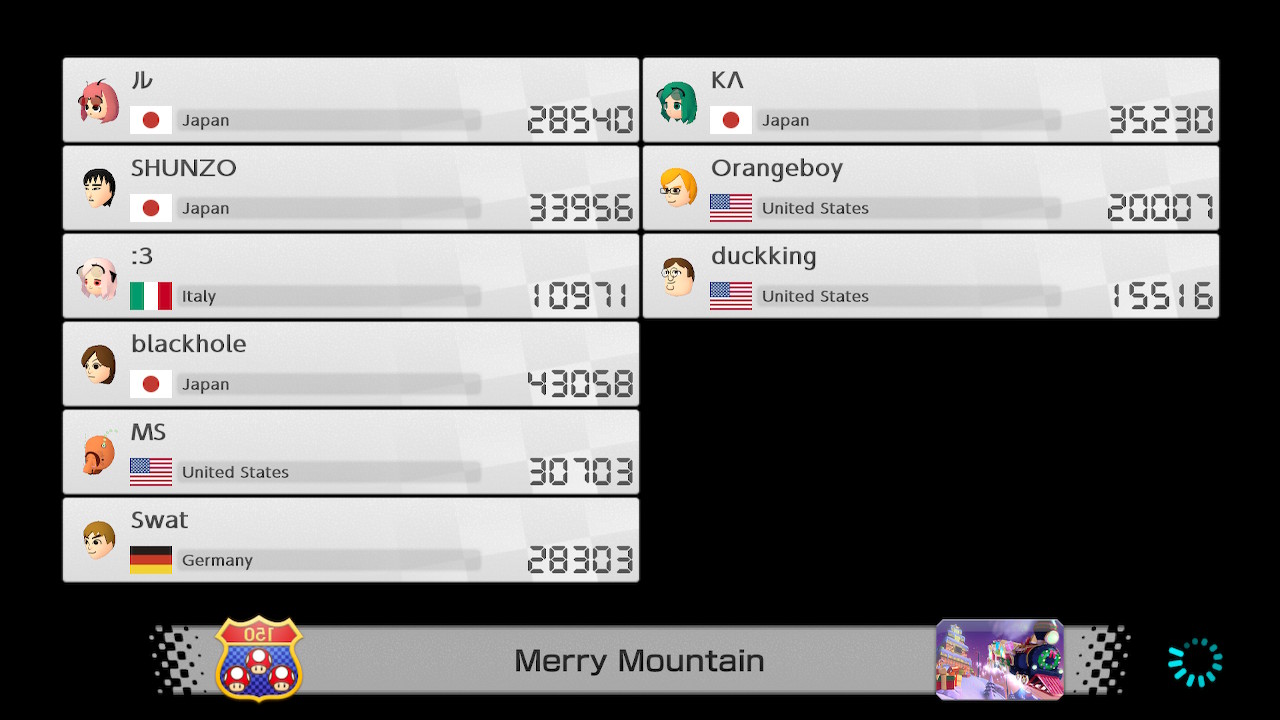 ル
Japan
28540
SHUNZO
Japan
33956
:3
Italy
10971
blackhole
Japan
43058
MS
United States
30703
Swat
Germany
28303
KΛ
Japan
35230
Orangeboy
United States
20007
duckking
United States
15516
150
Merry Mountain